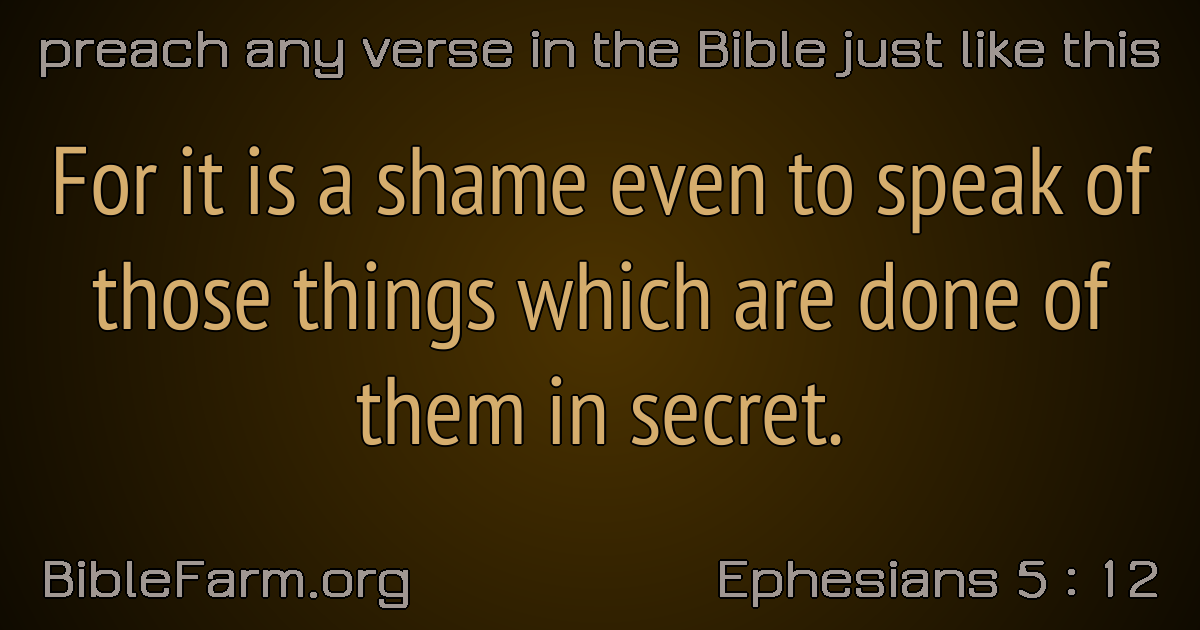 preach any verse in the Bible just like this
For it is a shame even to speak of
those things which are done of
them in secret.
BibleFarm.org
Ephesians 5 : 12